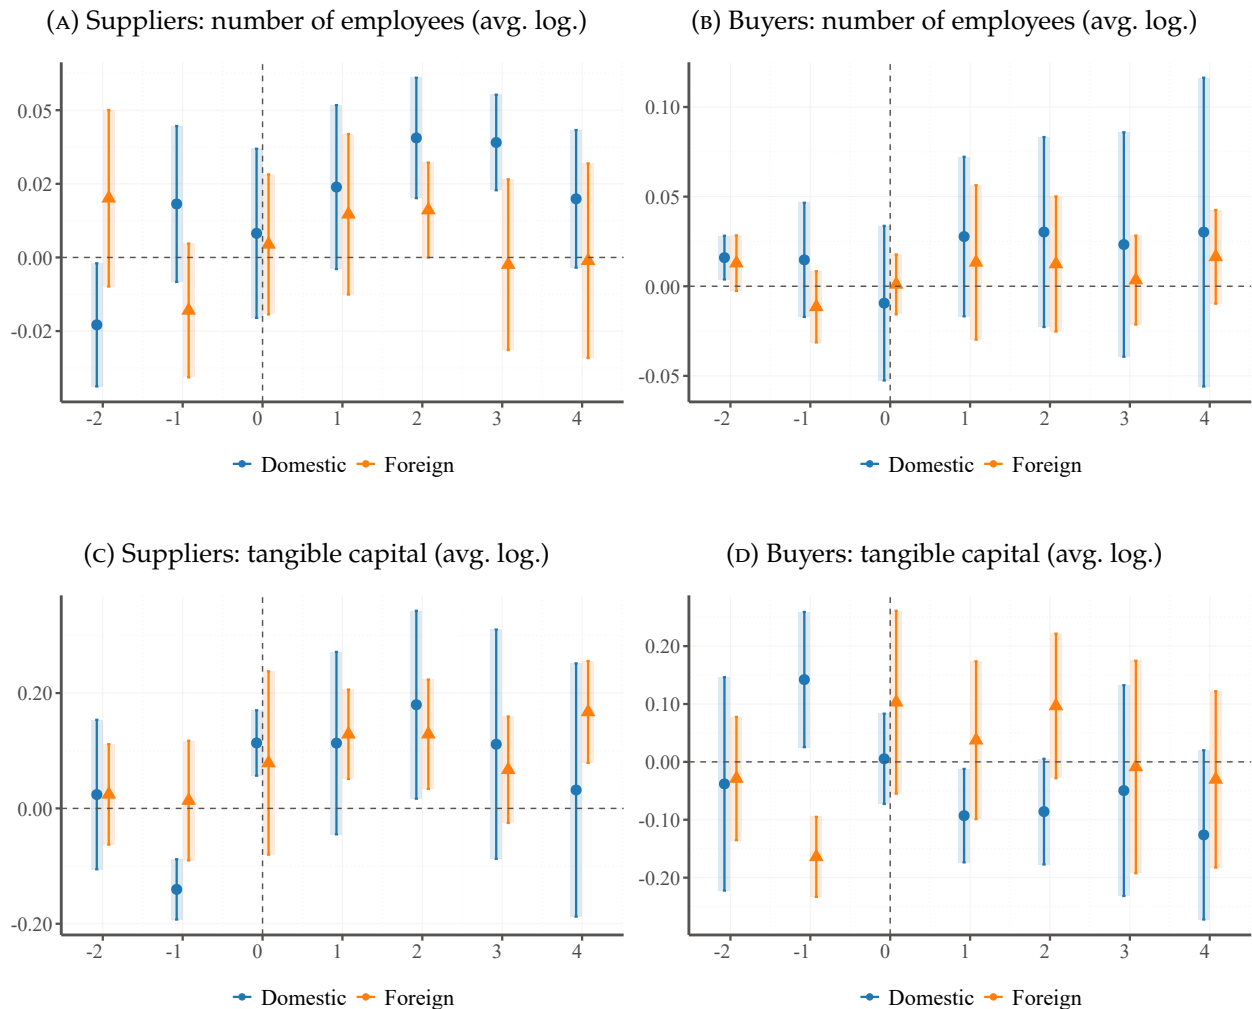 (A) Suppliers: number of employees (avg. log.)
0.05
0.02
0.00
-0.02
-2 -1 0 1 2 3 4
Domestic Foreign
(B) Buyers: number of employees (avg. log.)
0.10
0.05
0.00
-0.05
-2 -1 0 1 2 3 4
Domestic Foreign
(C) Suppliers: tangible capital (avg. log.)
0.20
0.00
-0.20
-2 -1 0 1 2 3 4
Domestic Foreign
(D) Buyers: tangible capital (avg. log.)
0.20
0.10
0.00
-0.10
-0.20
-2 -1 0 1 2 3 4
Domestic Foreign